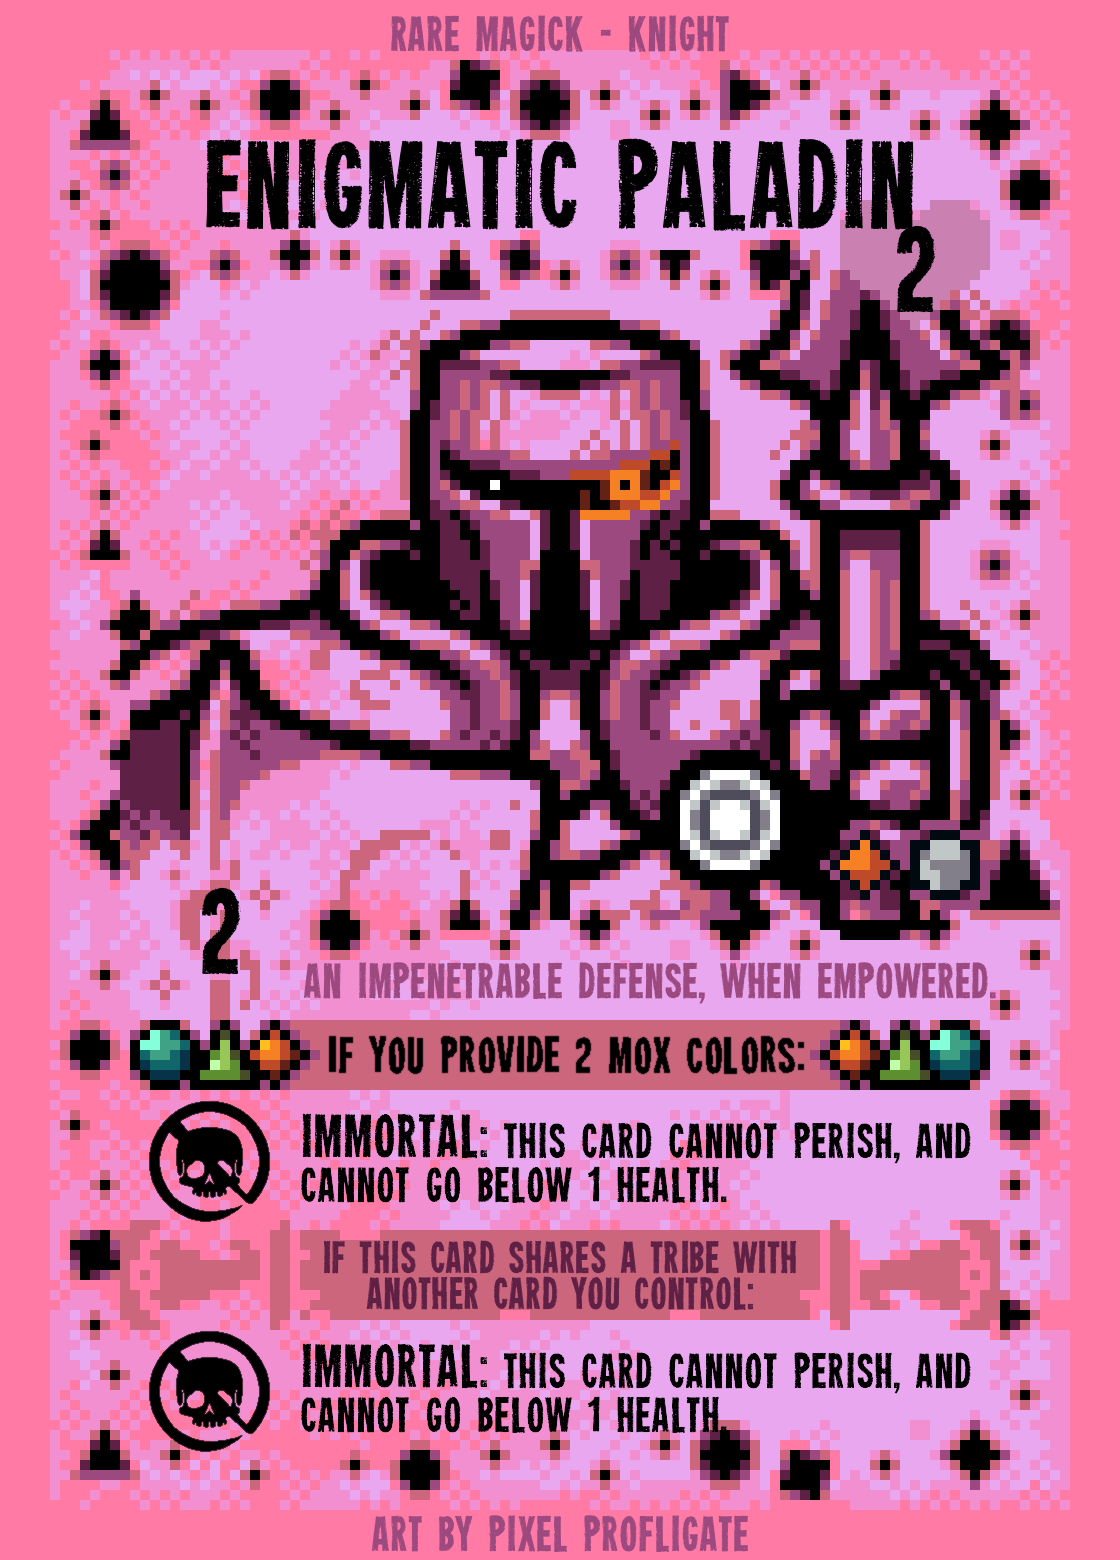 RARE MAGICK - KNIGHT
ENIGMATIC PALADIN
2
2
AN IMPENETRABLE DEFENSE, WHEN EMPOWERED.
IF YOU PROVIDE 2 MOX COLORS:
IMMORTAL: THIS CARD CANNOT PERISH, AND
CANNOT GO BELOW 1 HEALTH.
IF THIS CARD SHARES A TRIBE WITH
ANOTHER CARD YOU CONTROL:
IMMORTAL: THIS CARD CANNOT PERISH, AND
CANNOT GO BELOW 1 HEALTH.
ART BY PIXEL PROFLIGATE